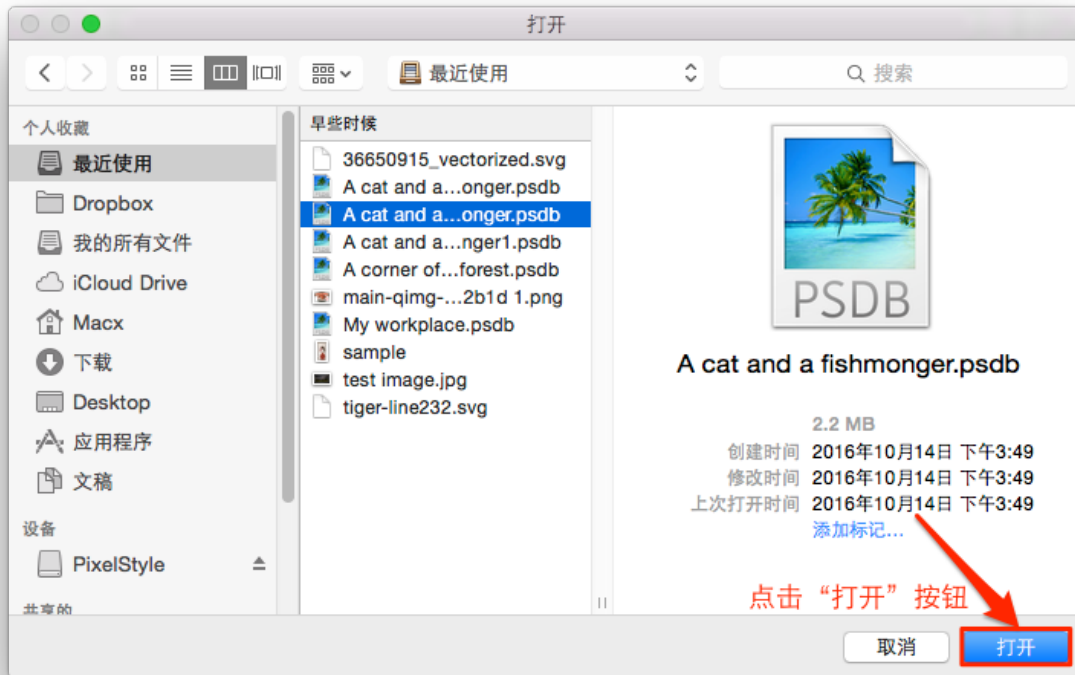 打开
最近使用
搜索
个人收藏
最近使用
Dropbox
我的所有文件
iCloud Drive
Macx
下载
Desktop
应用程序
文稿
设备
PixelStyle
共享的
早些时候
36650915_vectorized.svg
A cat and a...onger.psdb
A cat and a...onger.psdb
A cat and a...nger1.psdb
A corner of...forest.psdb
main-qimg-...2b1d 1.png
My workplace.psdb
sample
test image.jpg
tiger-line232.svg
PSDB
A cat and a fishmonger.psdb
2.2 MB
创建时间 2016年10月14日 下午3:49
修改时间 2016年10月14日 下午3:49
上次打开时间 2016年10月14日 下午3:49
添加标记...
点击“打开”按钮
取消
打开